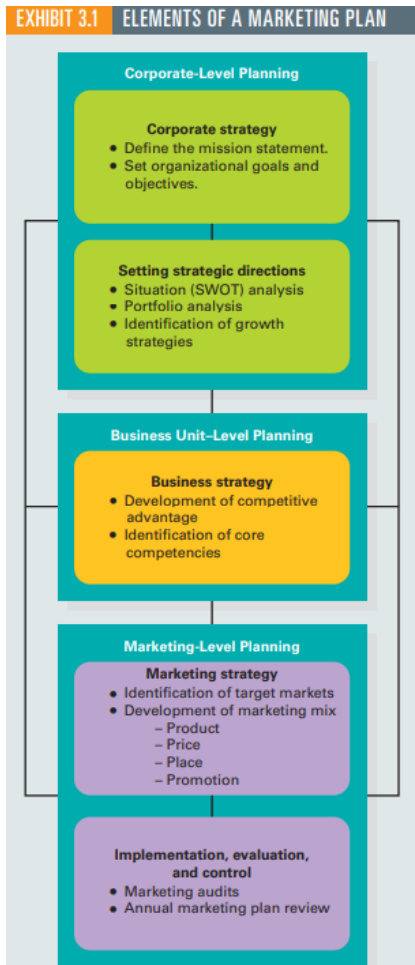 EXHIBIT 3.1 ELEMENTS OF A MARKETING PLAN
Corporate-Level Planning
Corporate strategy
• Define the mission statement.
• Set organizational goals and
objectives.
Setting strategic directions
• Situation (SWOT) analysis
• Portfolio analysis
• Identification of growth
strategies
Business Unit–Level Planning
Business strategy
• Development of competitive
advantage
• Identification of core
competencies
Marketing-Level Planning
Marketing strategy
• Identification of target markets
• Development of marketing mix
– Product
– Price
– Place
– Promotion
Implementation, evaluation,
and control
• Marketing audits
• Annual marketing plan review